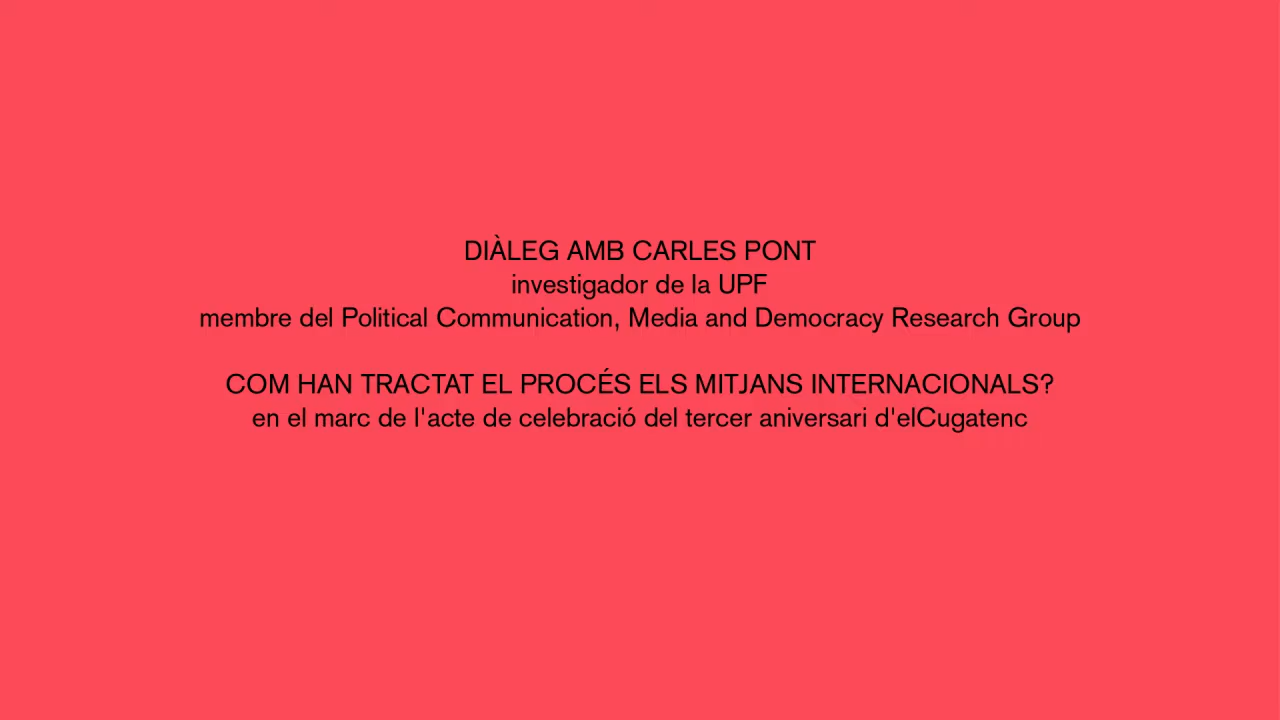 DIÀLEG AMB CARLES PONT
investigador de la UPF
membre del Political Communication, Media and Democracy Research Group
COM HAN TRACTAT EL PROCÉS ELS MITJANS INTERNACIONALS?
en el marc de l'acte de celebració del tercer aniversari d'elCugatenc